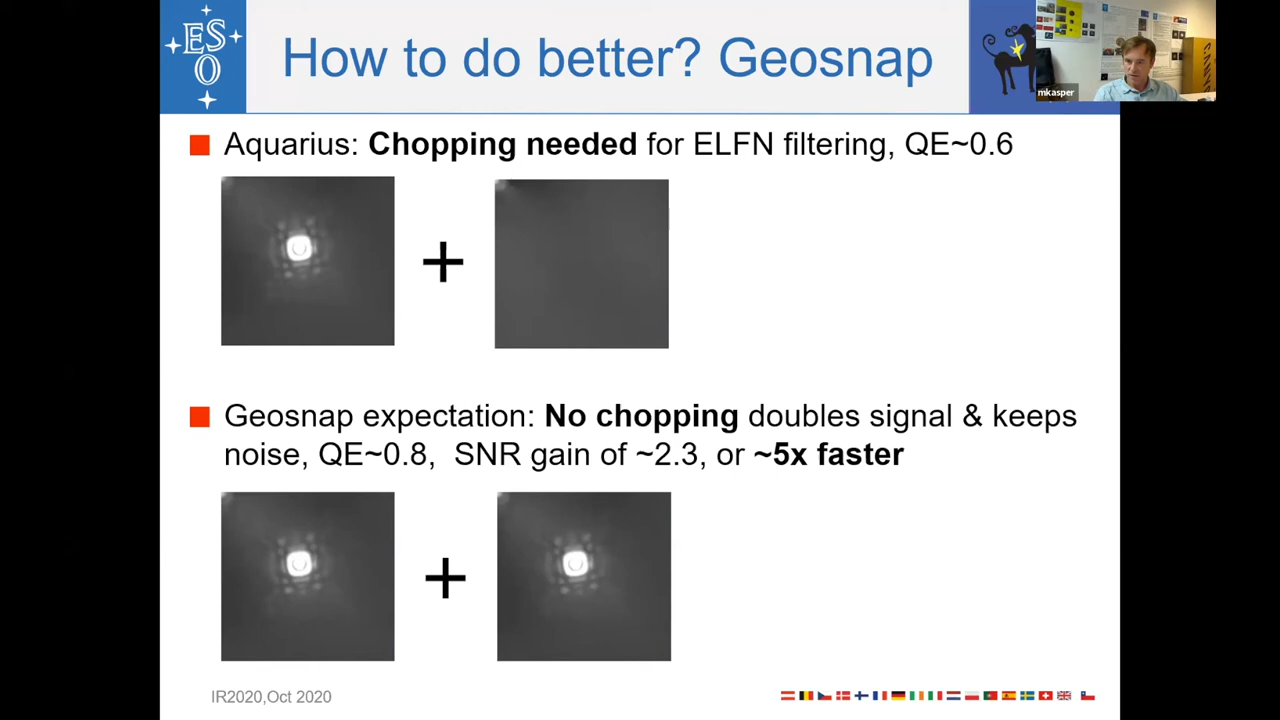 ES
O
How to do better? Geosnap
mkasper
Aquarius: Chopping needed for ELFN filtering, QE~0.6
+
+
Geosnap expectation: No chopping doubles signal & keeps
noise, QE~0.8, SNR gain of ~2.3, or ~5x faster
IR2020,Oct 2020